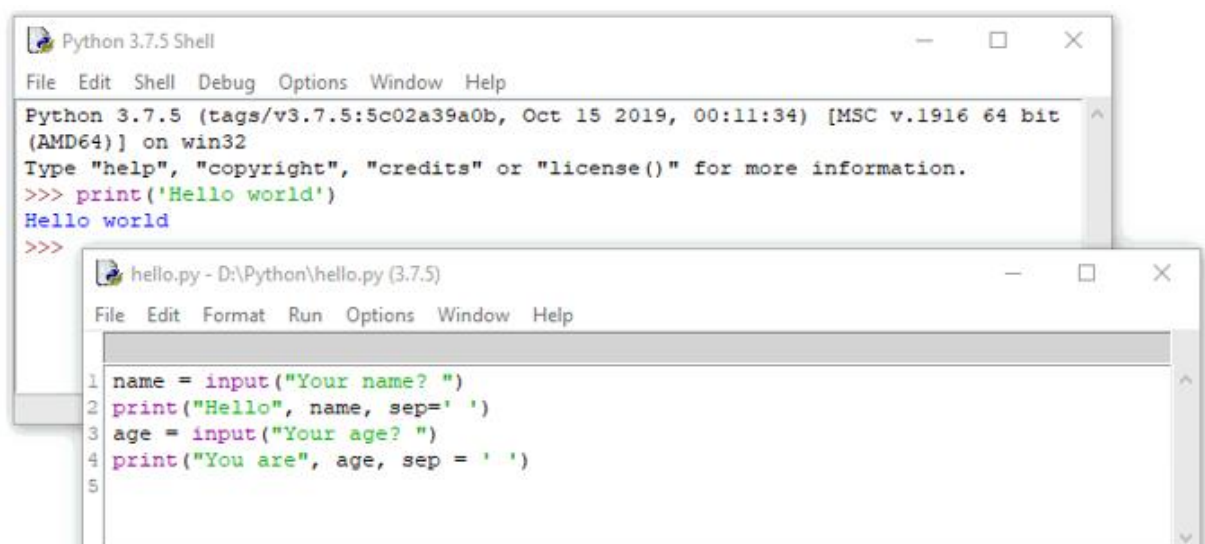 Python 3.7.5 Shell
File Edit Shell Debug Options Window Help
Python 3.7.5 (tags/v3.7.5:5c02a39a0b, Oct 15 2019, 00:11:34) [MSC v.1916 64 bit
(AMD64)] on win32
Type "help", "copyright", "credits" or "license()" for more information.
>>> print('Hello world')
Hello world
>>>
hello.py - D:\Python\hello.py (3.7.5)
File Edit Format Run Options Window Help
1 name = input("Your name? ")
2 print("Hello", name, sep=' ')
3 age = input("Your age? ")
4 print("You are", age, sep = ' ')
5